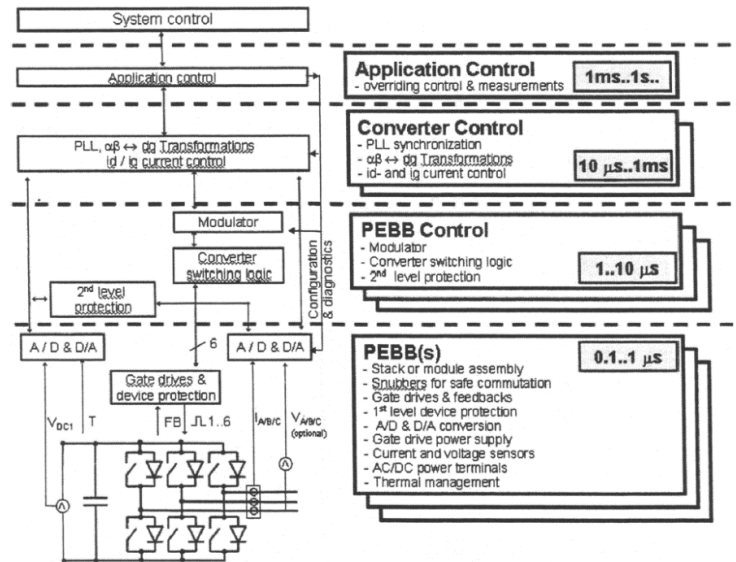 System control
Application control
PLL, αβ ↔ dq Transformations
id / iq current control
Modulator
Converter
switching logic
2nd level
protection
Configuration
& diagnostics
6
A / D & D/A
A / D & D/A
Gate drives &
device protection
VDC1
T
FB
1..6
IA/B/C
VA/B/C
(optional)
Application Control
- overriding control & measurements
1ms..1s..
Converter Control
- PLL synchronization
- αβ ↔ dq Transformations
- id- and iq current control
10 μs..1ms
PEBB Control
- Modulator
- Converter switching logic
- 2nd level protection
1..10 μs
PEBB(s)
0.1..1 μs
- Stack or module assembly
- Snubbers for safe commutation
- Gate drives & feedbacks
- 1st level device protection
- A/D & D/A conversion
- Gate drive power supply
- Current and voltage sensors
- AC/DC power terminals
- Thermal management